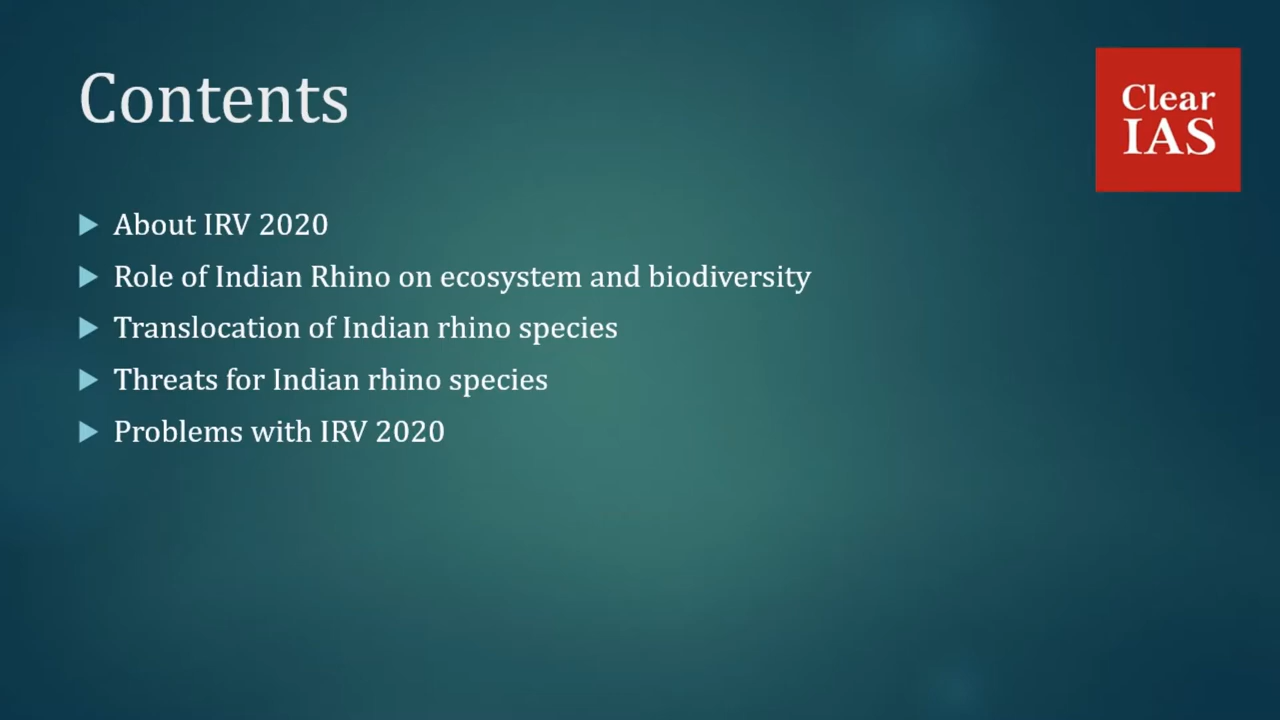 Contents
Clear
IAS
About IRV 2020
Role of Indian Rhino on ecosystem and biodiversity
Translocation of Indian rhino species
Threats for Indian rhino species
Problems with IRV 2020